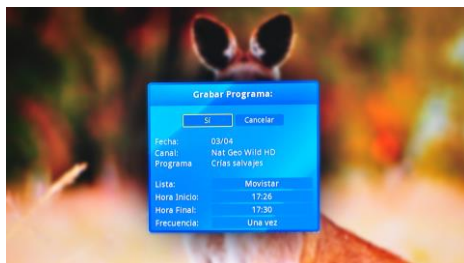 Grabar Programa:
Sí Cancelar
Fecha: 03/04
Canal: Nat Geo Wild HD
Programa Crías salvajes
Lista: Movistar
Hora Inicio: 17:26
Hora Final: 17:30
Frecuencia: Una vez